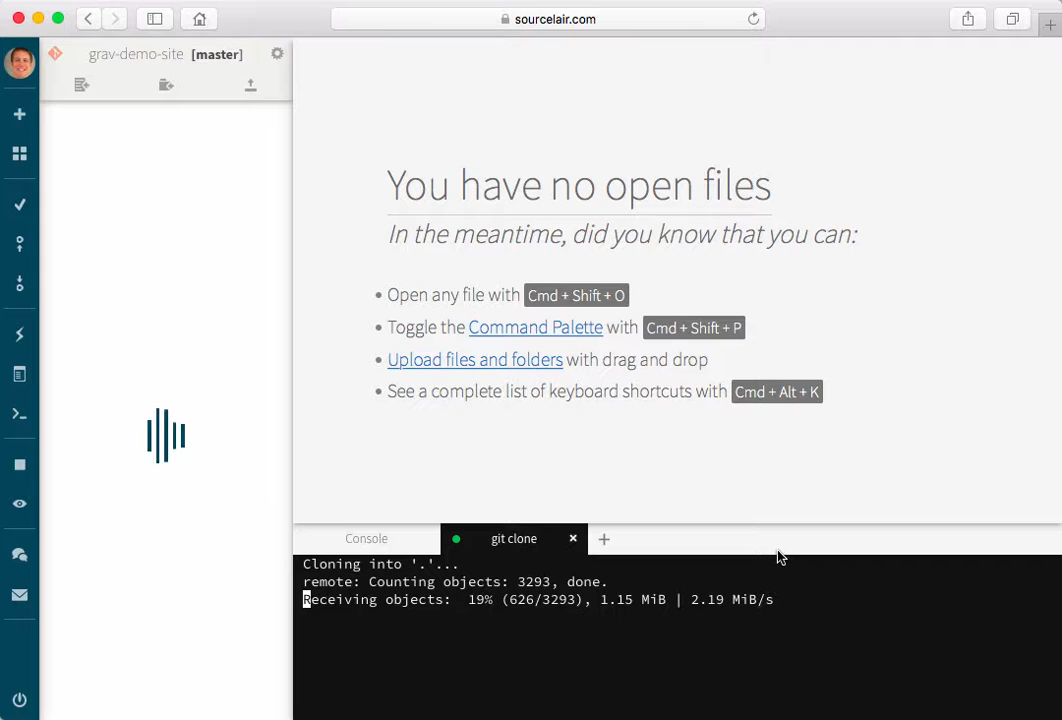 sourcelair.com
grav-demo-site [master]
You have no open files
In the meantime, did you know that you can:
• Open any file with Cmd + Shift + O
• Toggle the Command Palette with Cmd + Shift + P
• Upload files and folders with drag and drop
• See a complete list of keyboard shortcuts with Cmd + Alt + K
Console git clone × +
Cloning into '.'...
remote: Counting objects: 3293, done.
Receiving objects:  19% (626/3293), 1.15 MiB | 2.19 MiB/s